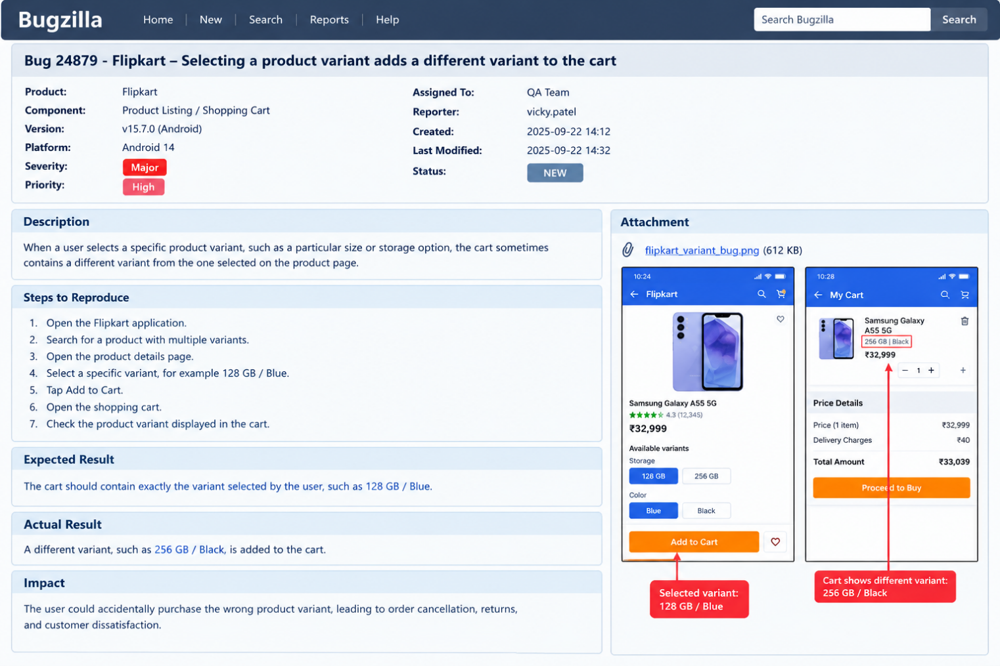 Bugzilla
Home | New | Search | Reports | Help
Search Bugzilla
Search
Bug 24879 - Flipkart – Selecting a product variant adds a different variant to the cart
Product: Flipkart
Component: Product Listing / Shopping Cart
Version: v15.7.0 (Android)
Platform: Android 14
Severity: Major
Priority: High
Assigned To: QA Team
Reporter: vicky.patel
Created: 2025-09-22 14:12
Last Modified: 2025-09-22 14:32
Status: NEW
Description
When a user selects a specific product variant, such as a particular size or storage option, the cart sometimes
contains a different variant from the one selected on the product page.
Steps to Reproduce
1. Open the Flipkart application.
2. Search for a product with multiple variants.
3. Open the product details page.
4. Select a specific variant, for example 128 GB / Blue.
5. Tap Add to Cart.
6. Open the shopping cart.
7. Check the product variant displayed in the cart.
Expected Result
The cart should contain exactly the variant selected by the user, such as 128 GB / Blue.
Actual Result
A different variant, such as 256 GB / Black, is added to the cart.
Impact
The user could accidentally purchase the wrong product variant, leading to order cancellation, returns,
and customer dissatisfaction.
Attachment
flipkart_variant_bug.png (612 KB)
10:24
Flipkart
Samsung Galaxy A55 5G
4.3 (12,345)
₹32,999
Available variants
Storage
128 GB
256 GB
Color
Blue
Black
Add to Cart
Selected variant:
128 GB / Blue
10:28
My Cart
Samsung Galaxy
A55 5G
256 GB | Black
₹32,999
− 1 +
+
Price Details
Price (1 item) ₹32,999
Delivery Charges ₹40
Total Amount ₹33,039
Proceed to Buy
Cart shows different variant:
256 GB / Black